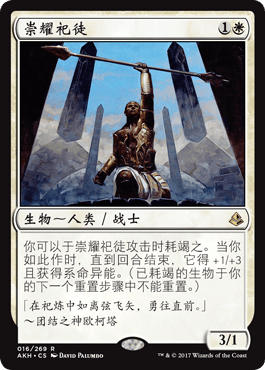 崇耀祀徒 1
生物～人类 / 战士
你可以于崇耀祀徒攻击时耗竭之。当你
如此作时，直到回合结束，它得 +1/+3
且获得系命异能。（已耗竭的生物于你
的下一个重置步骤中不能重置。）
「在祀炼中如离弦飞矢，勇往直前。」
～团结之神欧柯塔
3/1
016/269 R
AKH • CS DAVID PALUMBO
™ & © 2017 Wizards of the Coast